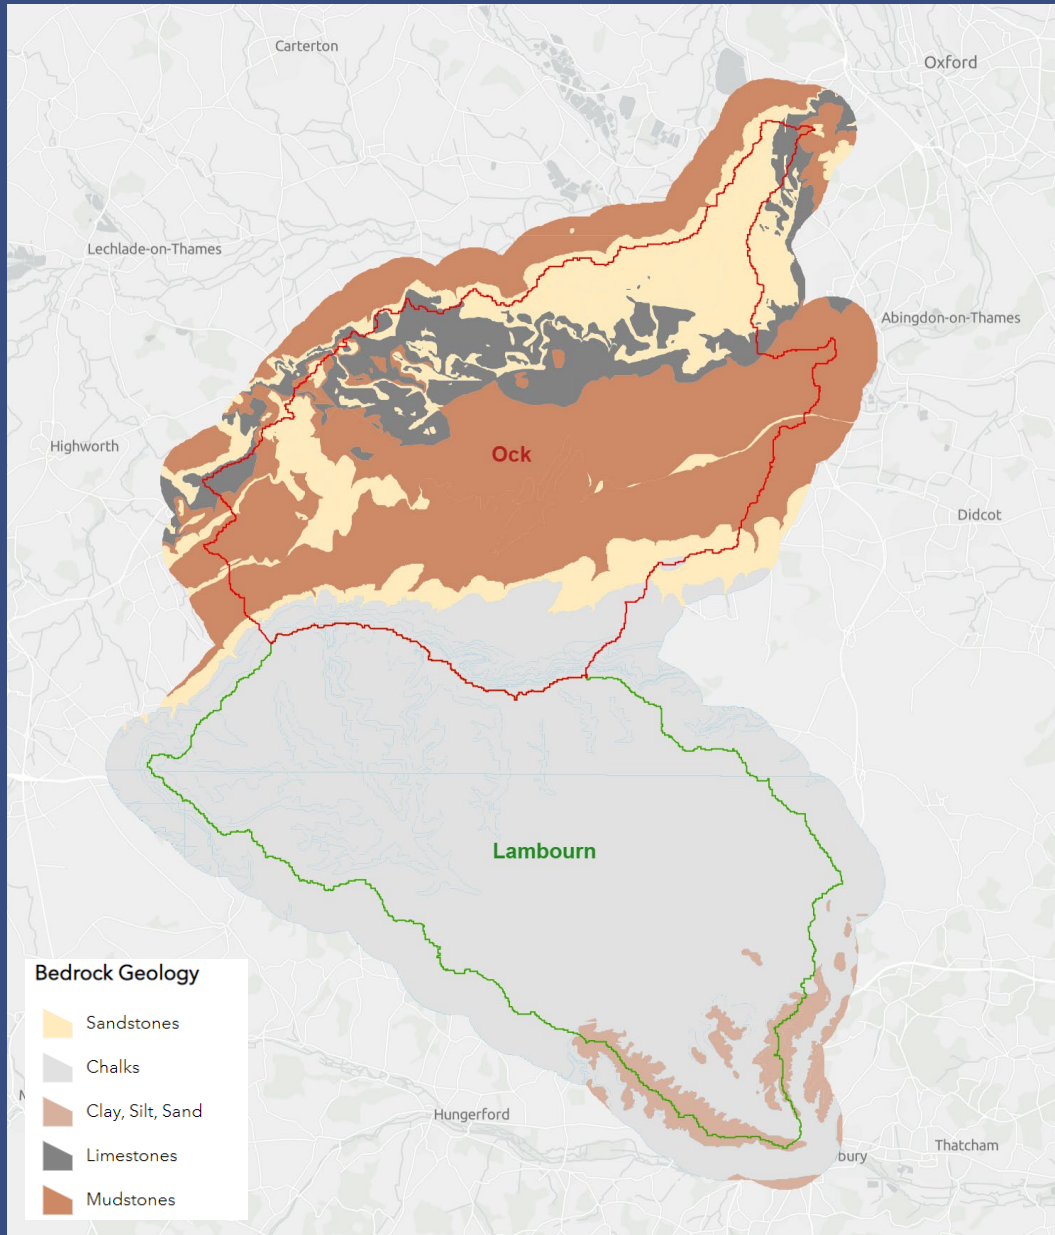 Carterton
Oxford
Lechlade-on-Thames
Abingdon-on-Thames
Highworth
Ock
Didcot
Lambourn
Bedrock Geology
Sandstones
Chalks
Clay, Silt, Sand
Limestones
Mudstones
Hungerford
bury
Thatcham